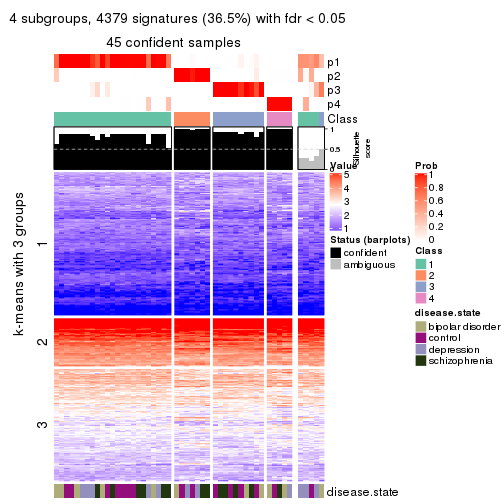 4 subgroups, 4379 signatures (36.5%) with fdr < 0.05
45 confident samples
p1
p2
p3
p4
Class
1
0.5
0
Silhouette
score
k-means with 3 groups
1
2
3
disease.state
Value
5
4
3
2
1
Status (barplots)
confident
ambiguous
Prob
1
0.8
0.6
0.4
0.2
0
Class
1
2
3
4
disease.state
bipolar disorder
control
depression
schizophrenia